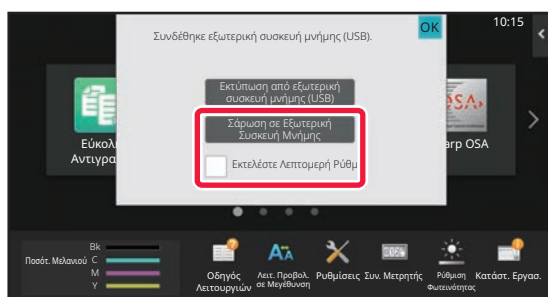 10:15
Συνδέθηκε εξωτερική συσκευή μνήμης (USB).
OK
Εκτύπωση από εξωτερική
συσκευή μνήμης (USB)
Σάρωση σε Εξωτερική
Συσκευή Μνήμης
Εκτελέστε Λεπτομερή Ρύθμ
Εύκολ
Αντιγρα
arp OSA
Ποσότ. Μελανιού
Bk
C
M
Y
Οδηγός
Λειτουργιών
Λειτ. Προβολ.
σε Μεγέθυνση
Ρυθμίσεις
Συν. Μετρητής
Ρύθμιση
Φωτεινότητας
Κατάστ. Εργασ.